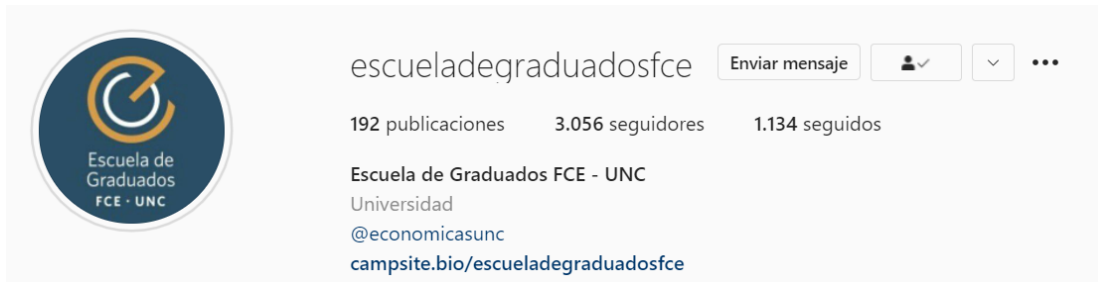 Escuela de
Graduados
FCE · UNC
escueladegraduadosfce Enviar mensaje
192 publicaciones 3.056 seguidores 1.134 seguidos
Escuela de Graduados FCE - UNC
Universidad
@economicasunc
campsite.bio/escueladegraduadosfce